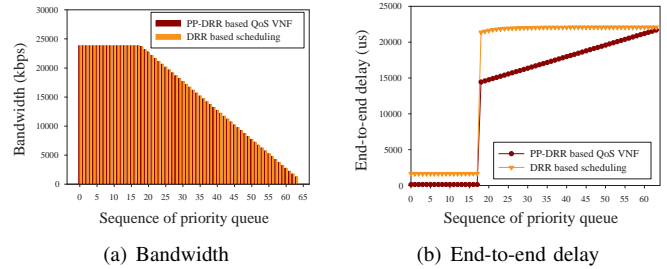 PP-DRR based QoS VNF
DRR based scheduling
Bandwidth (kbps)
30000
25000
20000
15000
10000
5000
0
0 5 10 15 20 25 30 35 40 45 50 55 60 65
Sequence of priority queue
(a) Bandwidth
End-to-end delay (us)
25000
20000
15000
10000
5000
0
PP-DRR based QoS VNF
DRR based scheduling
0 5 10 15 20 25 30 35 40 45 50 55 60
Sequence of priority queue
(b) End-to-end delay